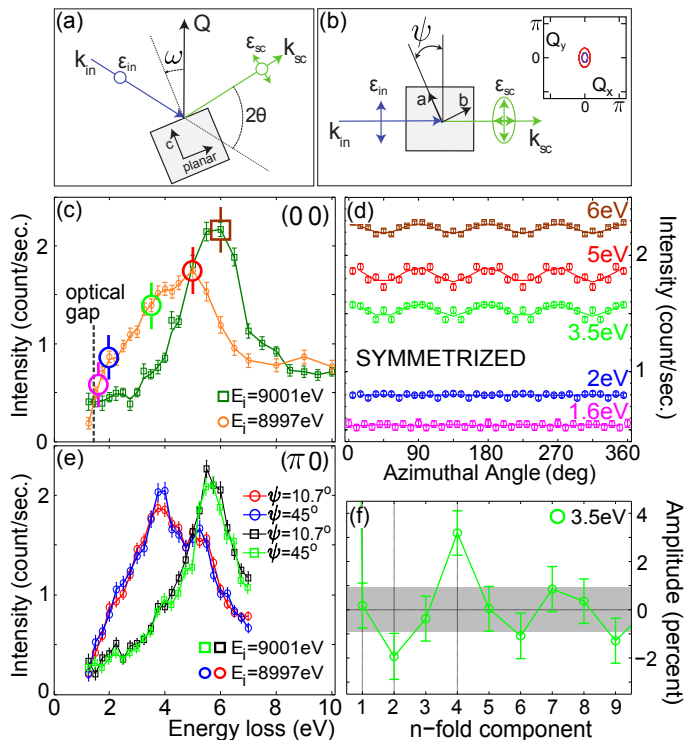 (a)
ω
Q
k_in
ε_in
ε_sc
k_sc
2θ
c
planar
(b)
ψ
ε_in
ε_sc
a
b
k_in
k_sc
π
Q_y
0
Q_x
0
π
(c)
(0 0)
Intensity (count/sec.)
2
1
0
optical
gap
E_i=9001eV
E_i=8997eV
(d)
6eV
5eV
3.5eV
SYMMETRIZED
2eV
1.6eV
2
1
Intensity (count/sec.)
0 90 180 270 360
Azimuthal Angle (deg)
(e)
(π 0)
Intensity (count/sec.)
2
1
0
ψ=10.7°
ψ=45°
ψ=10.7°
ψ=45°
E_i=9001eV
E_i=8997eV
2 4 6 8 10
Energy loss (eV)
(f)
3.5eV
4
2
0
−2
Amplitude (percent)
1 2 3 4 5 6 7 8 9
n-fold component